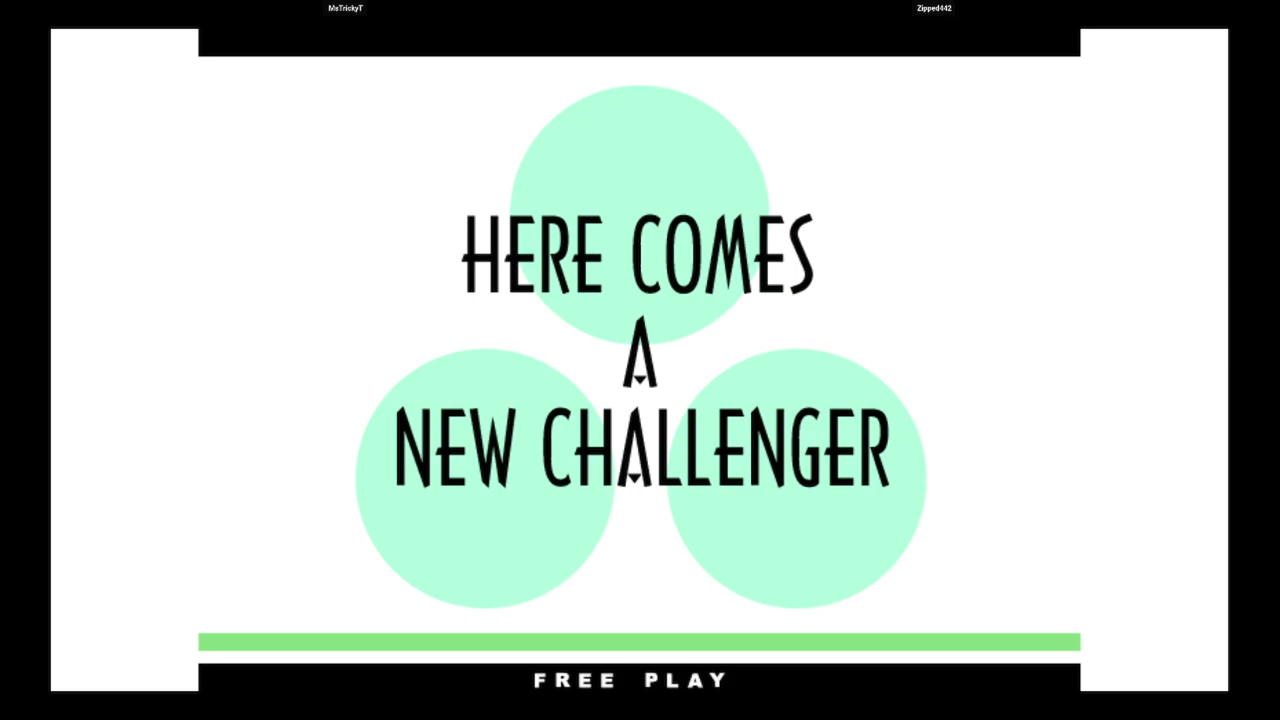 MsTrickyT
Zipped442
HERE COMES
A
NEW CHALLENGER
FREE PLAY